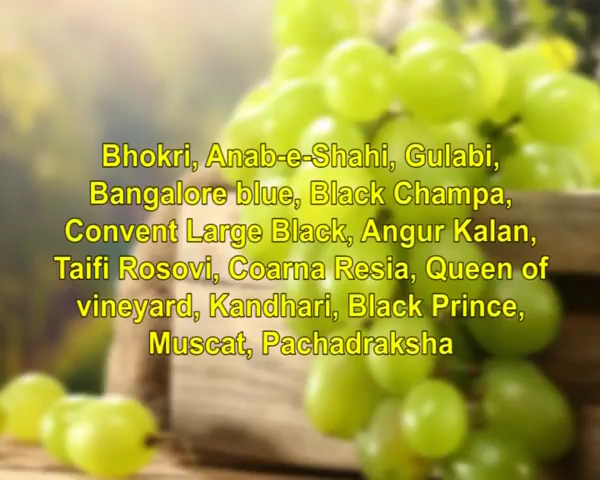 Bhokri, Anab-e-Shahi, Gulabi,
Bangalore blue, Black Champa,
Convent Large Black, Angur Kalan,
Taifi Rosovi, Coarna Resia, Queen of
vineyard, Kandhari, Black Prince,
Muscat, Pachadraksha